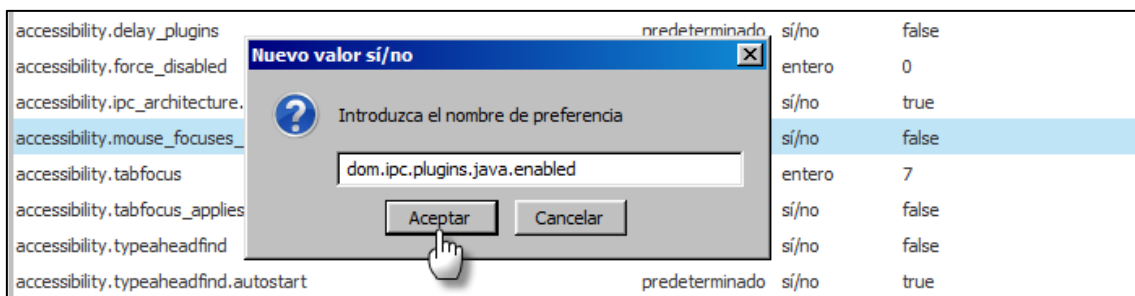 accessibility.delay_plugins predeterminado sí/no false
Nuevo valor sí/no
accessibility.force_disabled entero 0
accessibility.ipc_architecture. sí/no true
Introduzca el nombre de preferencia
accessibility.mouse_focuses_ sí/no false
dom.ipc.plugins.java.enabled
accessibility.tabfocus entero 7
accessibility.tabfocus_applies sí/no false
Aceptar Cancelar
accessibility.typeaheadfind sí/no false
accessibility.typeaheadfind.autostart predeterminado sí/no true